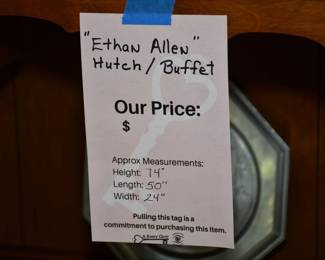 "Ethan Allen"
Hutch / Buffet
Our Price:
$
Approx Measurements:
Height: 74"
Length: 50"
Width: 24"
Pulling this tag is a
commitment to purchasing this item.